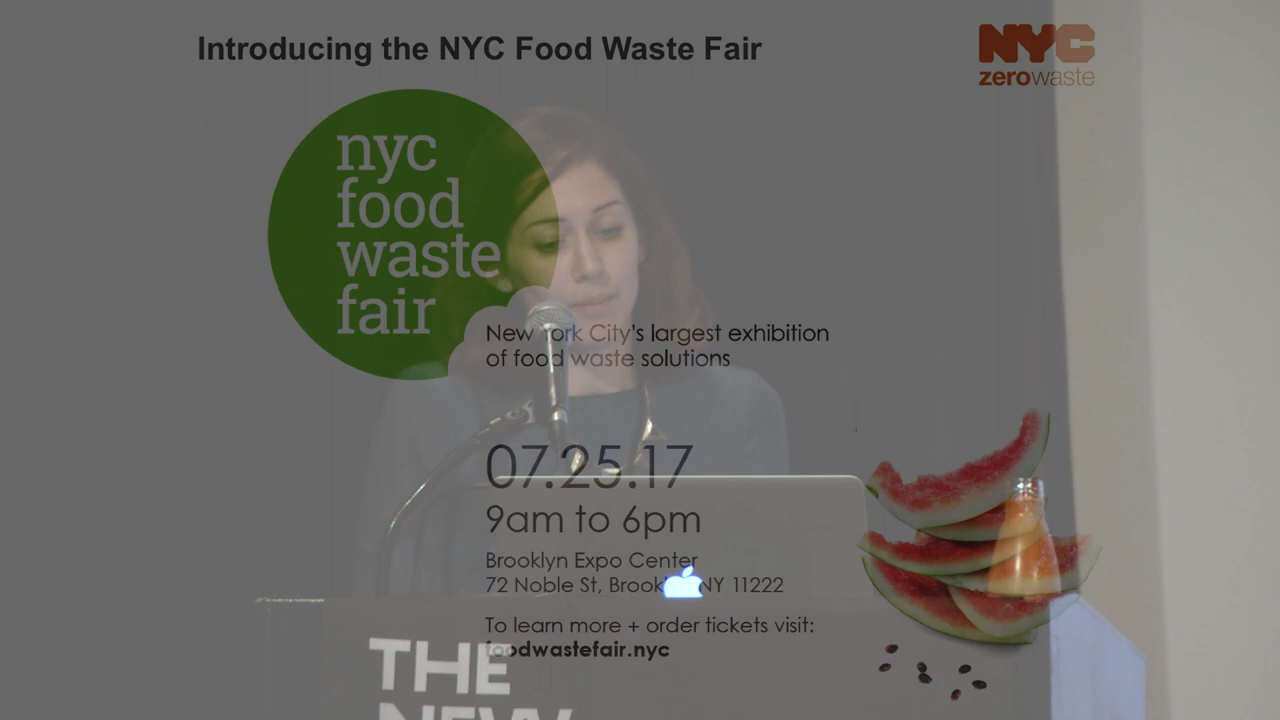 Introducing the NYC Food Waste Fair
NYC
zerowaste
nyc
food
waste
fair
New York City's largest exhibition
of food waste solutions
07.25.17
9am to 6pm
Brooklyn Expo Center
72 Noble St, Brooklyn NY 11222
To learn more + order tickets visit:
foodwastefair.nyc
THE
NEW